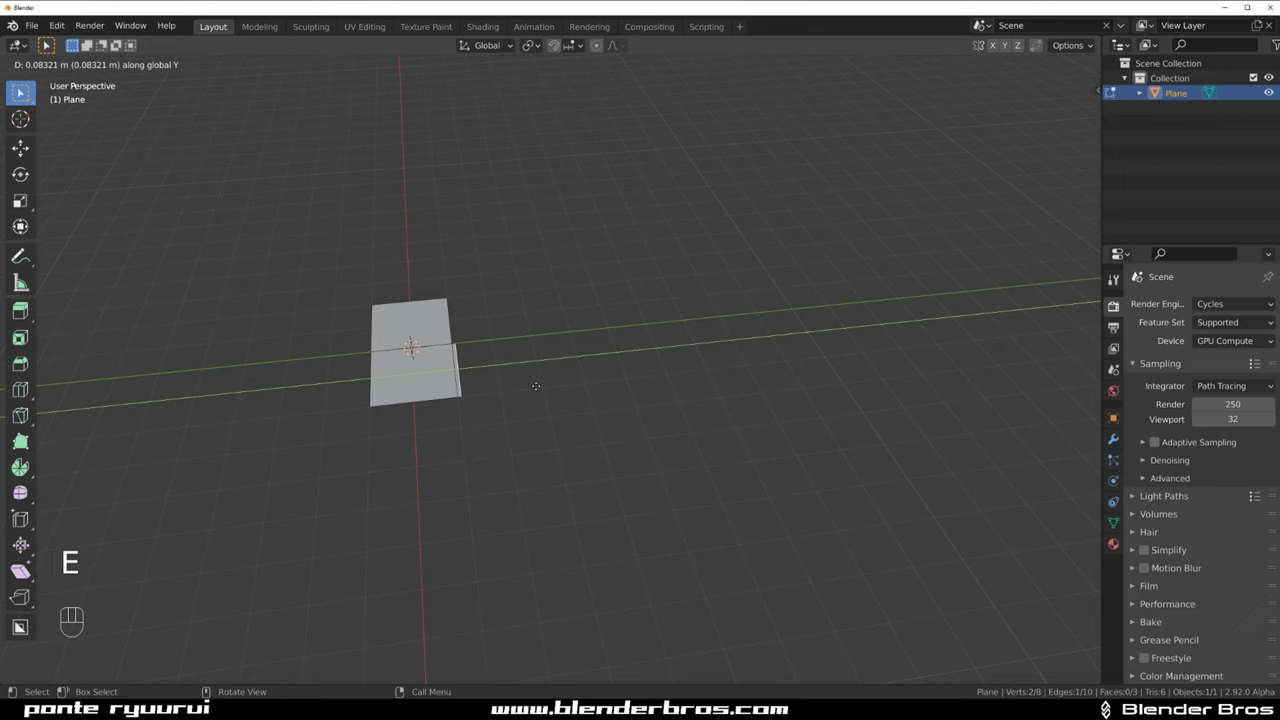 Blender
File Edit Render Window Help Layout Modeling Sculpting UV Editing Texture Paint Shading Animation Rendering Compositing Scripting + Scene View Layer
Global X Y Z Options
D: 0.08321 m (0.08321 m) along global Y
Scene Collection
Collection
Plane
User Perspective
(1) Plane
Scene
Render Engi... Cycles
Feature Set Supported
Device GPU Compute
Sampling
Integrator Path Tracing
Render 250
Viewport 32
Adaptive Sampling
Denoising
Advanced
Light Paths
Volumes
Hair
Simplify
Motion Blur
Film
Performance
Bake
Grease Pencil
Freestyle
Color Management
E
Select Box Select Rotate View Call Menu Plane | Verts:2/8 | Edges:1/10 | Faces:0/3 | Tris:6 | Objects:1/1 | 2.92.0 Alpha
ponte ryuurui www.blenderbros.com Blender Bros